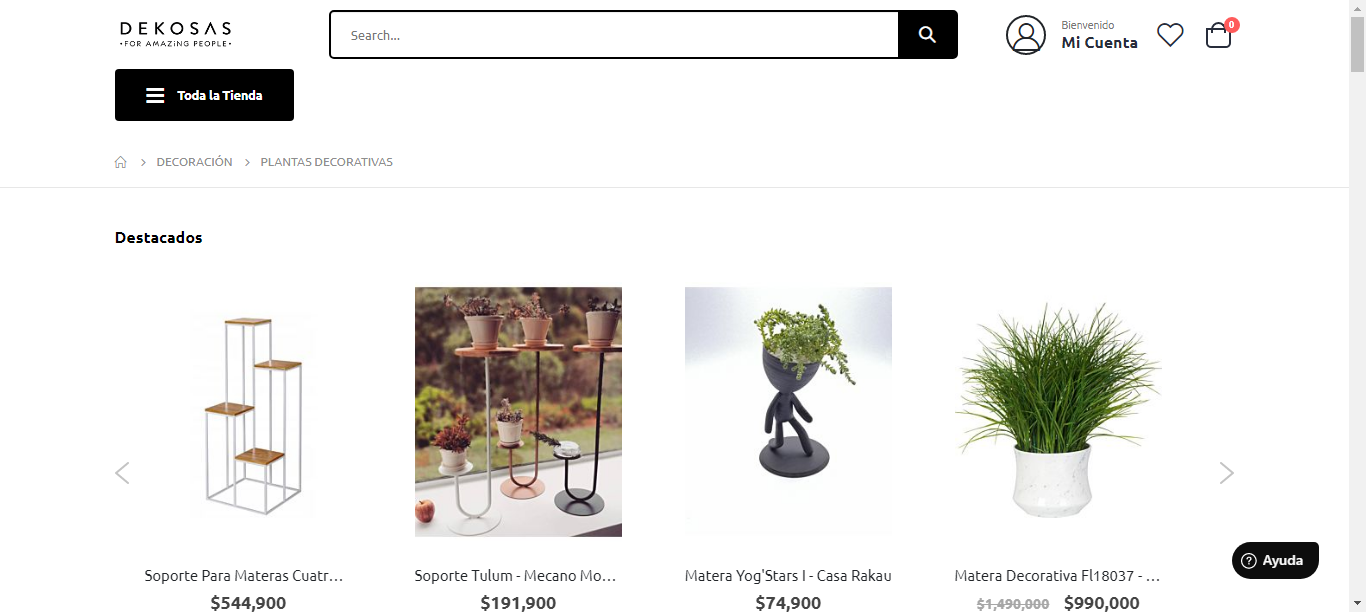 DEKOSAS
•FOR AMAZING PEOPLE•
Search...
Bienvenido
Mi Cuenta
0
Toda la Tienda
DECORACIÓN
PLANTAS DECORATIVAS
Destacados
Soporte Para Materas Cuatr...
$544,900
Soporte Tulum - Mecano Mo...
$191,900
Matera Yog'Stars I - Casa Rakau
$74,900
Matera Decorativa Fl18037 - ...
$1,490,000 $990,000
Ayuda